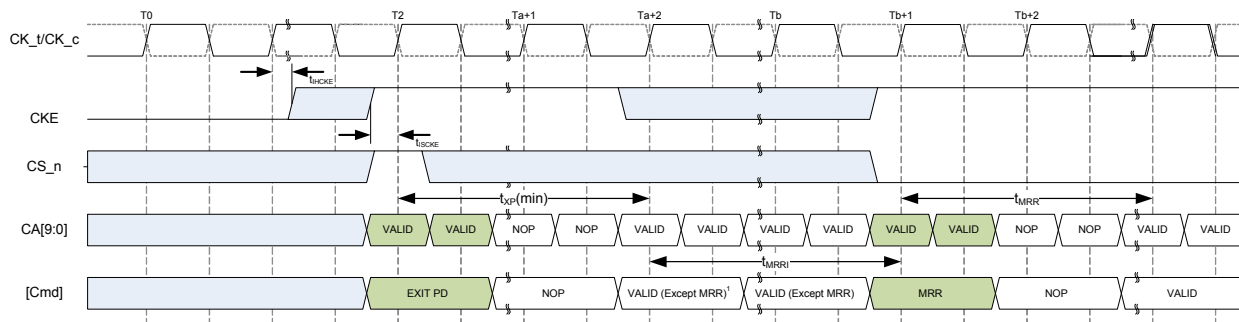 T0 T2 Ta+1 Ta+2 Tb Tb+1 Tb+2
CK_t/CK_c
tIHCKE
CKE
tISCKE
CS_n
tXP(min) tMRR
CA[9:0] VALID VALID NOP NOP VALID VALID VALID VALID VALID VALID NOP NOP VALID VALID
tMRRI
[Cmd] EXIT PD NOP VALID (Except MRR)1 VALID (Except MRR) MRR NOP VALID